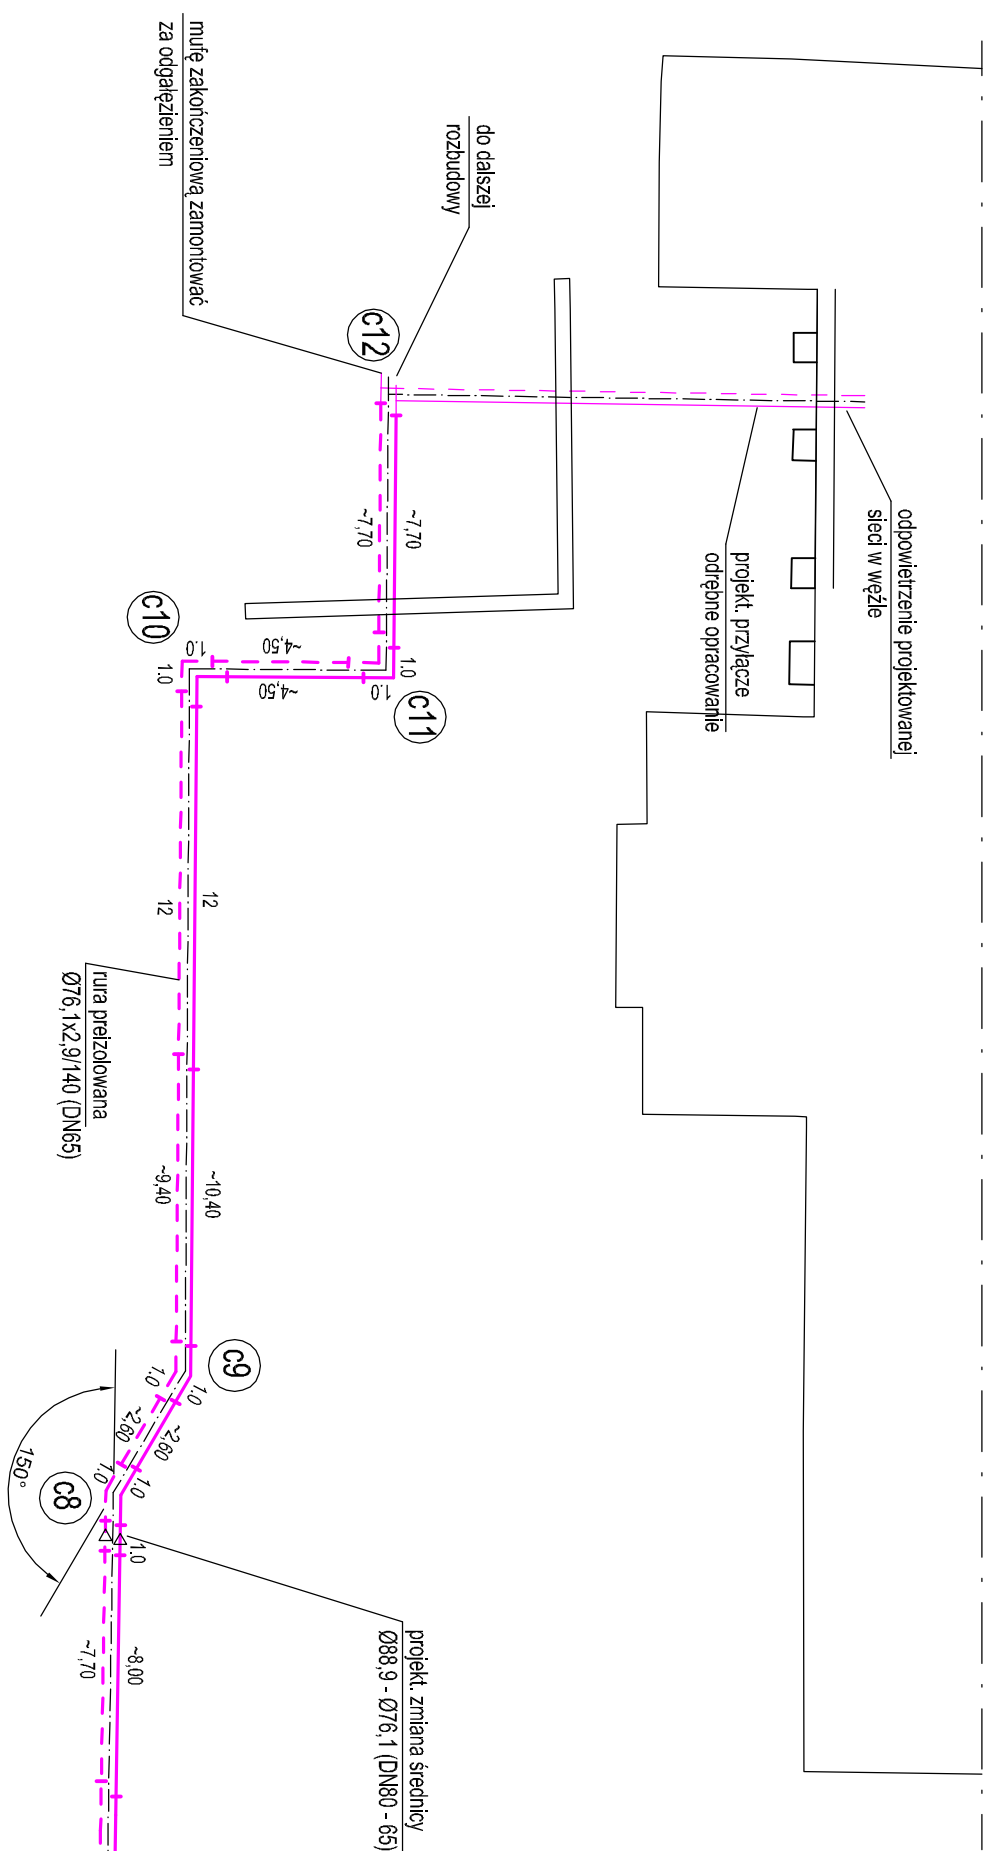 mufę zakończeniową zamontować
za odgałęzieniem
do dalszej
rozbudowy
c12
odpowietrzenie projektowanej
sieci w węźle
projekt. przyłącze
odrębne opracowanie
~7,70
~7,70
c10
1.0
1.0
~4,50
~4,50
1.0
1.0
c11
12
12
rura preizolowana
Ø76,1x2,9/140 (DN65)
~10,40
~9,40
c9
1.0
1.0
~2,60
~2,60
1.0
1.0
150°
c8
1.0
projekt. zmiana średnicy
Ø88,9 - Ø76,1 (DN80 - 65)
~8,00
~7,70